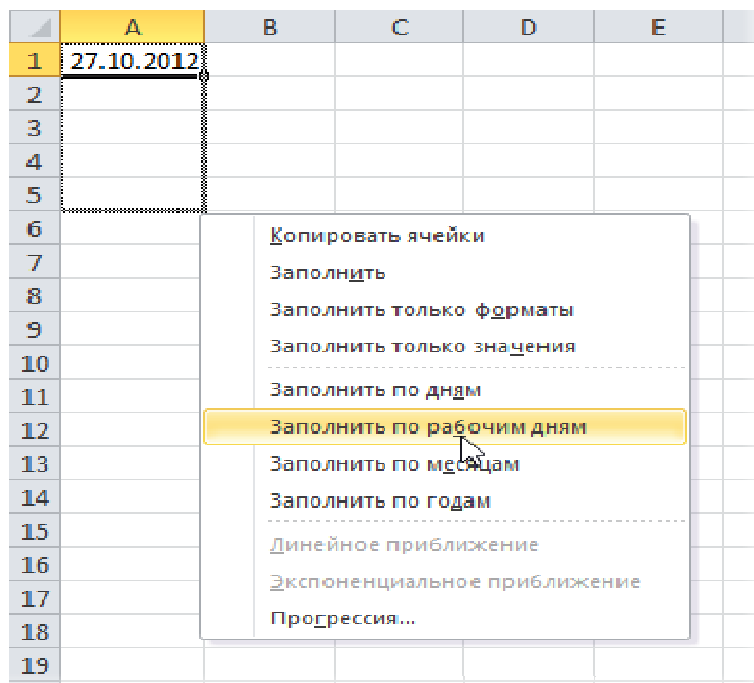 A B C D E
1 27.10.2012
2
3
4
5
6
7
8
9
10
11
12
13
14
15
16
17
18
19
Копировать ячейки
Заполнить
Заполнить только форматы
Заполнить только значения
Заполнить по дням
Заполнить по рабочим дням
Заполнить по месяцам
Заполнить по годам
Линейное приближение
Экспоненциальное приближение
Прогрессия...